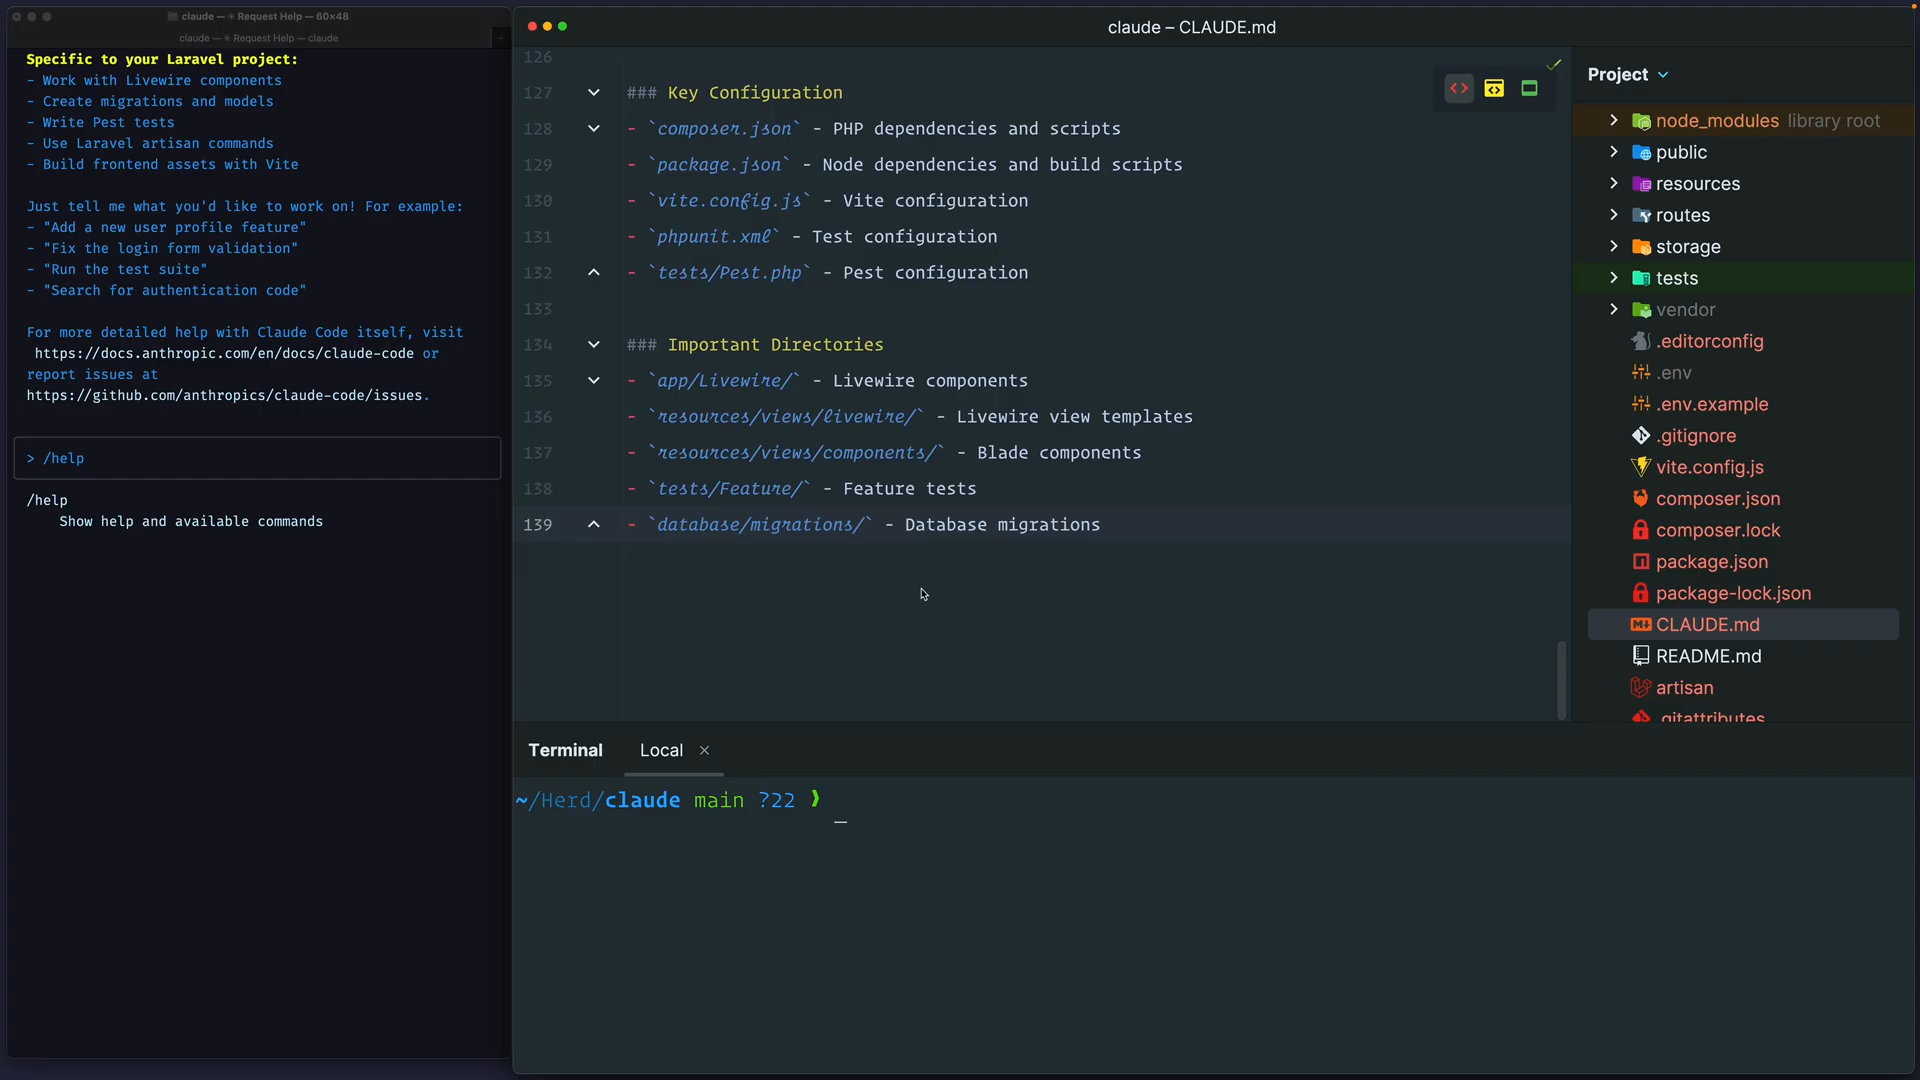 claude — ✳ Request Help — 60×48
claude — ✳ Request Help — claude
Specific to your Laravel project:
- Work with Livewire components
- Create migrations and models
- Write Pest tests
- Use Laravel artisan commands
- Build frontend assets with Vite
Just tell me what you'd like to work on! For example:
- "Add a new user profile feature"
- "Fix the login form validation"
- "Run the test suite"
- "Search for authentication code"
For more detailed help with Claude Code itself, visit
https://docs.anthropic.com/en/docs/claude-code or
report issues at
https://github.com/anthropics/claude-code/issues.
> /help
/help
Show help and available commands
claude – CLAUDE.md
126
127 ### Key Configuration
128 - `composer.json` - PHP dependencies and scripts
129 - `package.json` - Node dependencies and build scripts
130 - `vite.config.js` - Vite configuration
131 - `phpunit.xml` - Test configuration
132 - `tests/Pest.php` - Pest configuration
133
134 ### Important Directories
135 - `app/Livewire/` - Livewire components
136 - `resources/views/livewire/` - Livewire view templates
137 - `resources/views/components/` - Blade components
138 - `tests/Feature/` - Feature tests
139 - `database/migrations/` - Database migrations
Project
node_modules library root
public
resources
routes
storage
tests
vendor
.editorconfig
.env
.env.example
.gitignore
vite.config.js
composer.json
composer.lock
package.json
package-lock.json
CLAUDE.md
README.md
artisan
.gitattributes
Terminal Local ×
~/Herd/claude main ?22 ❯